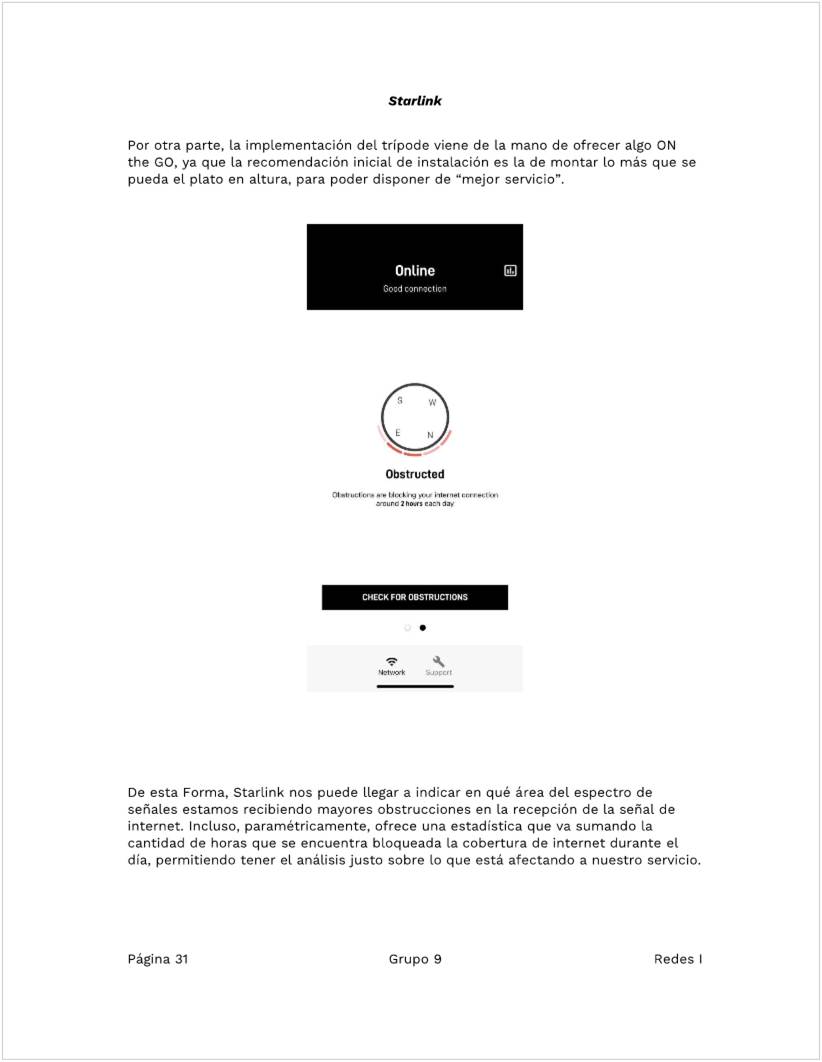 Starlink
Por otra parte, la implementación del trípode viene de la mano de ofrecer algo ON
the GO, ya que la recomendación inicial de instalación es la de montar lo más que se
pueda el plato en altura, para poder disponer de “mejor servicio”.
Online
Good connection
S W
E N
Obstructed
Obstructions are blocking your internet connection
around 2 hours each day
CHECK FOR OBSTRUCTIONS
Network Support
De esta Forma, Starlink nos puede llegar a indicar en qué área del espectro de
señales estamos recibiendo mayores obstrucciones en la recepción de la señal de
internet. Incluso, paramétricamente, ofrece una estadística que va sumando la
cantidad de horas que se encuentra bloqueada la cobertura de internet durante el
día, permitiendo tener el análisis justo sobre lo que está afectando a nuestro servicio.
Página 31 Grupo 9 Redes I